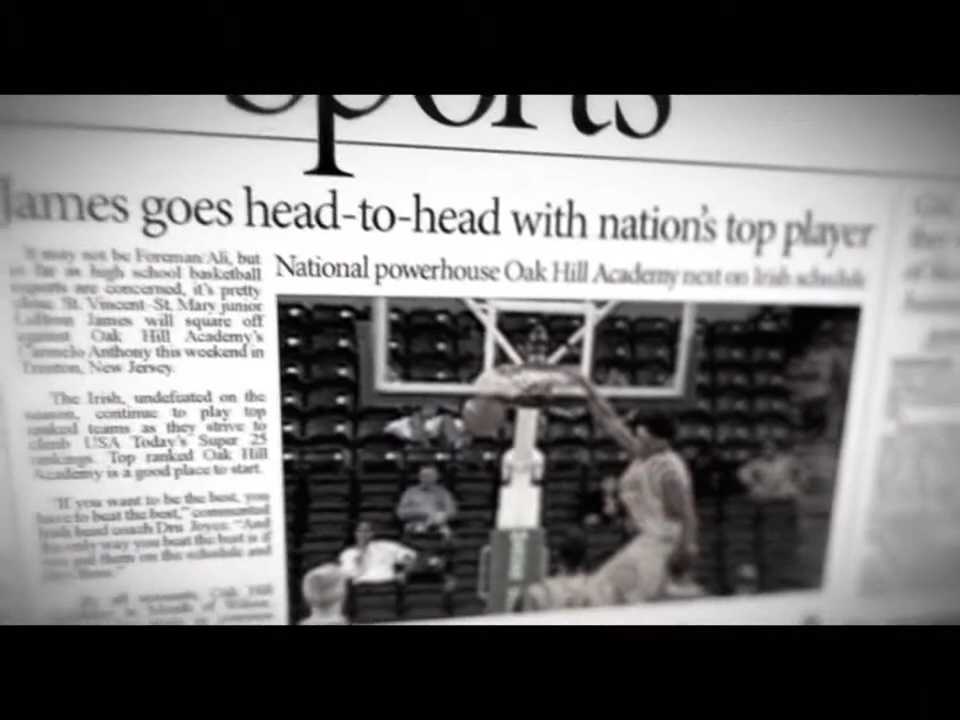 Sports
James goes head-to-head with nation's top player
National powerhouse Oak Hill Academy next on Irish schedule
It may not be Foreman/Ali, but
as far as high school basketball
experts are concerned, it's pretty
close. St. Vincent-St. Mary junior
LeBron James will square off
against Oak Hill Academy's
Carmelo Anthony this weekend in
Trenton, New Jersey.
The Irish, undefeated on the
season, continue to play top
ranked teams as they strive to
climb USA Today's Super 25
rankings. Top ranked Oak Hill
Academy is a good place to start.
"If you want to be the best, you
have to beat the best," commented
Irish head coach Dru Joyce. "And
the only way you beat the best is if
you find them on the schedule and
Oak Hill